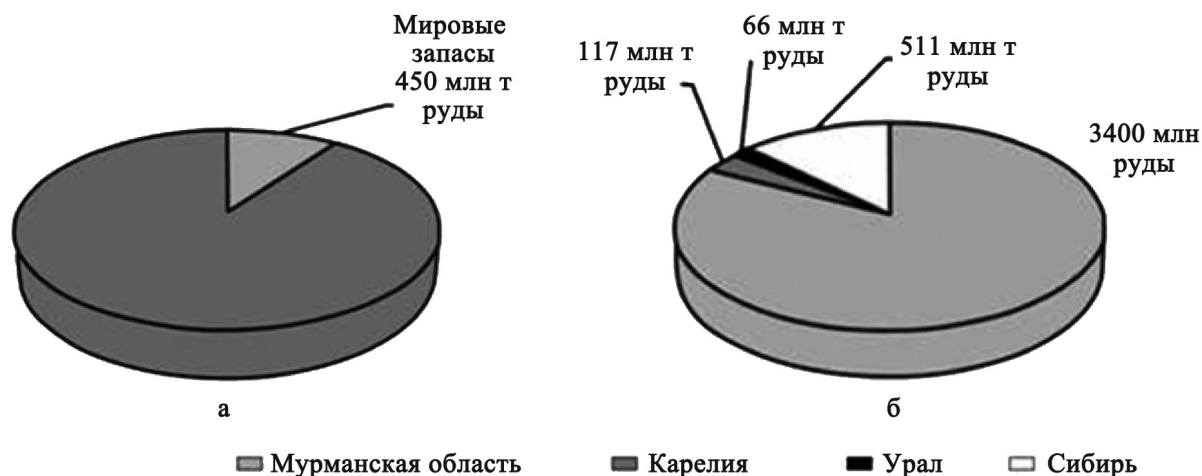 Мировые
запасы
450 млн т
руды
117 млн т
руды
66 млн т
руды
511 млн т
руды
3400 млн
руды
а
б
Мурманская область
Карелия
Урал
Сибирь